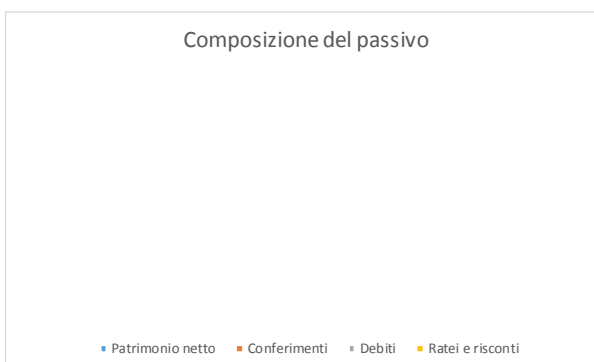 Composizione del passivo
Patrimonio netto Conferimenti Debiti Ratei e risconti